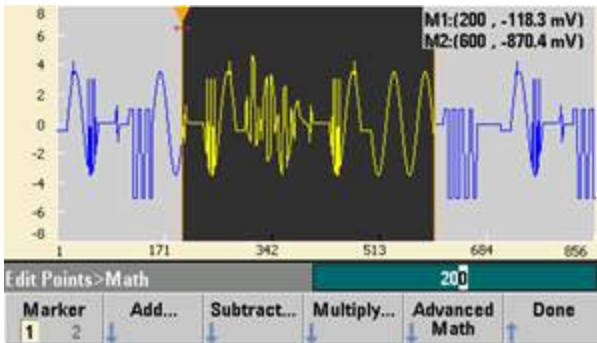 8
M1:(200 , -118.3 mV)
6
M2:(600 , -870.4 mV)
4
2
0
-2
-4
-6
-8
1 171 342 513 684 856
Edit Points>Math 200
Marker Add... Subtract... Multiply... Advanced Math Done
1 2